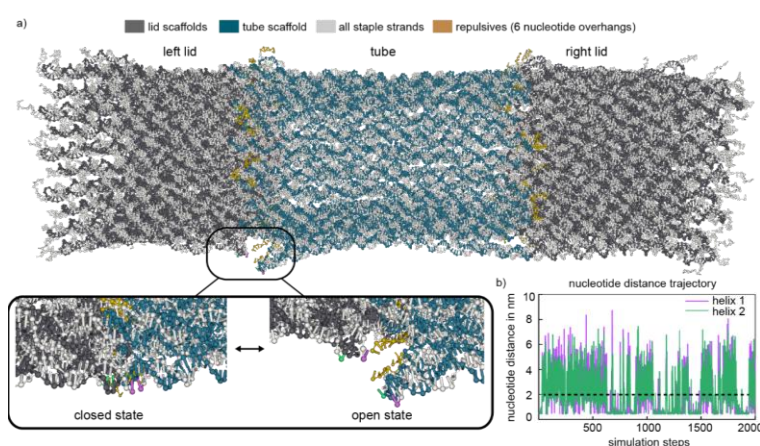 a)
lid scaffolds tube scaffold all staple strands repulsives (6 nucleotide overhangs)
left lid tube right lid
closed state open state
b) nucleotide distance trajectory
helix 1
helix 2
nucleotide distance in nm
10
8
6
4
2
0
500 1000 1500 2000
simulation steps